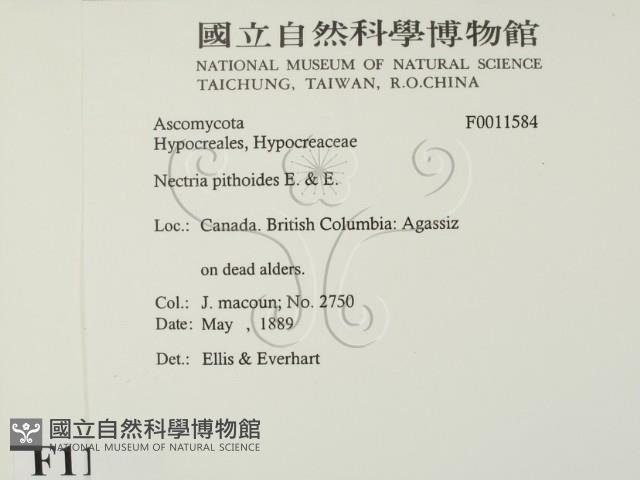 國立自然科學博物館
NATIONAL MUSEUM OF NATURAL SCIENCE
TAICHUNG, TAIWAN, R.O.CHINA
Ascomycota F0011584
Hypocreales, Hypocreaceae
Nectria pithoides E. & E.
Loc.: Canada. British Columbia: Agassiz
on dead alders.
Col.: J. macoun; No. 2750
Date: May , 1889
Det.: Ellis & Everhart
國立自然科學博物館
NATIONAL MUSEUM OF NATURAL SCIENCE